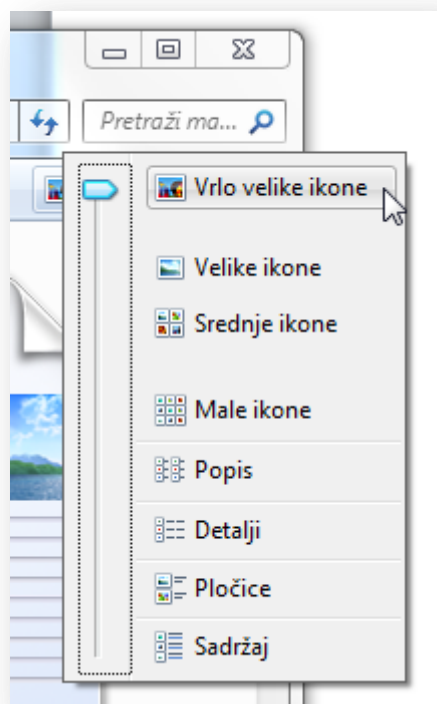 Pretraži ma...
Vrlo velike ikone
Velike ikone
Srednje ikone
Male ikone
Popis
Detalji
Pločice
Sadržaj